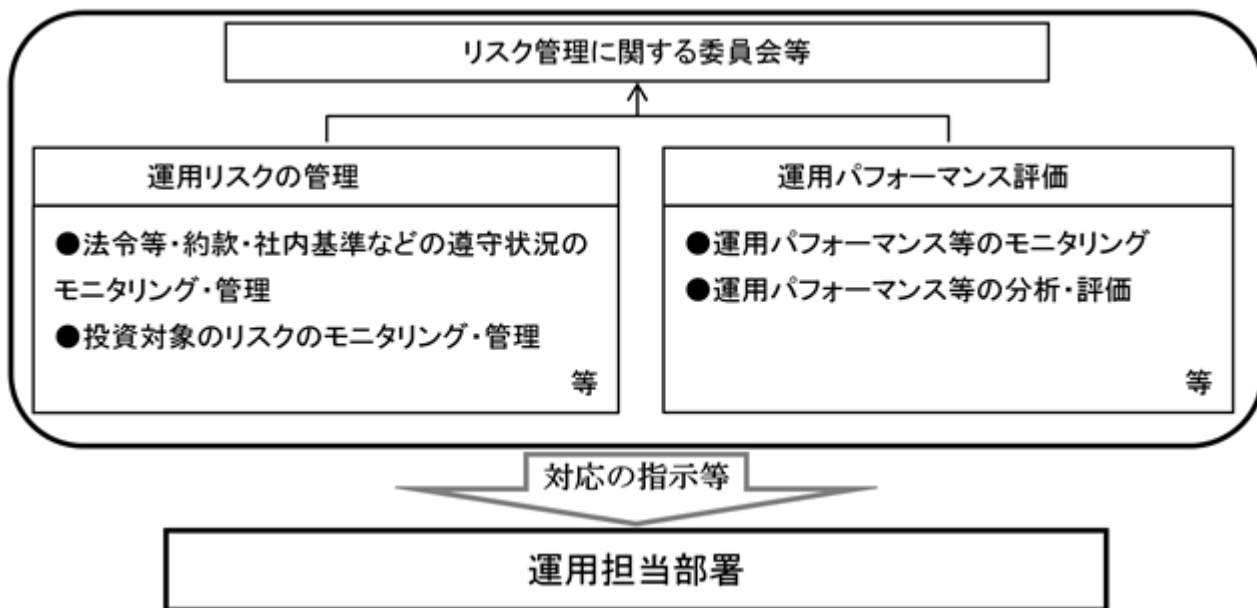 リスク管理に関する委員会等
運用リスクの管理
●法令等・約款・社内基準などの遵守状況の
モニタリング・管理
●投資対象のリスクのモニタリング・管理
等
運用パフォーマンス評価
●運用パフォーマンス等のモニタリング
●運用パフォーマンス等の分析・評価
等
対応の指示等
運用担当部署